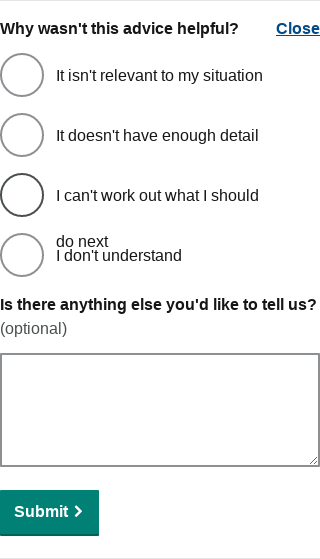 Why wasn't this advice helpful? Close
It isn't relevant to my situation
It doesn't have enough detail
I can't work out what I should
do next
I don't understand
Is there anything else you'd like to tell us?
(optional)
Submit